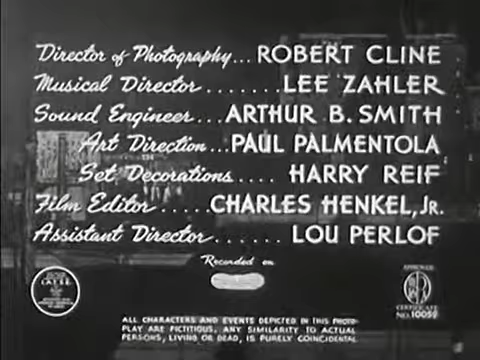 Director of Photography... ROBERT CLINE
Musical Director ....... LEE ZAHLER
Sound Engineer.... ARTHUR B. SMITH
Art Direction... PAUL PALMENTOLA
Set Decorations .... HARRY REIF
Film Editor ..... CHARLES HENKEL, JR.
Assistant Director ...... LOU PERLOF
Recorded on
I.A.T.S.E.
APPROVED
CERTIFICATE
NO. 10059
ALL CHARACTERS AND EVENTS DEPICTED IN THIS PHOTO-
PLAY ARE FICTITIOUS, ANY SIMILARITY TO ACTUAL
PERSONS, LIVING OR DEAD, IS PURELY COINCIDENTAL